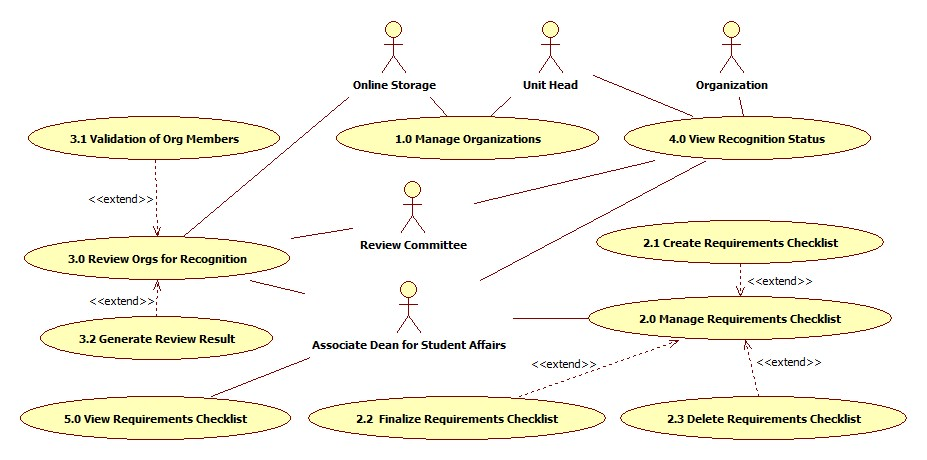 Online Storage
Unit Head
Organization
3.1 Validation of Org Members
1.0 Manage Organizations
4.0 View Recognition Status
<<extend>>
Review Committee
3.0 Review Orgs for Recognition
2.1 Create Requirements Checklist
<<extend>>
<<extend>>
3.2 Generate Review Result
Associate Dean for Student Affairs
2.0 Manage Requirements Checklist
<<extend>>
<<extend>>
5.0 View Requirements Checklist
2.2 Finalize Requirements Checklist
2.3 Delete Requirements Checklist